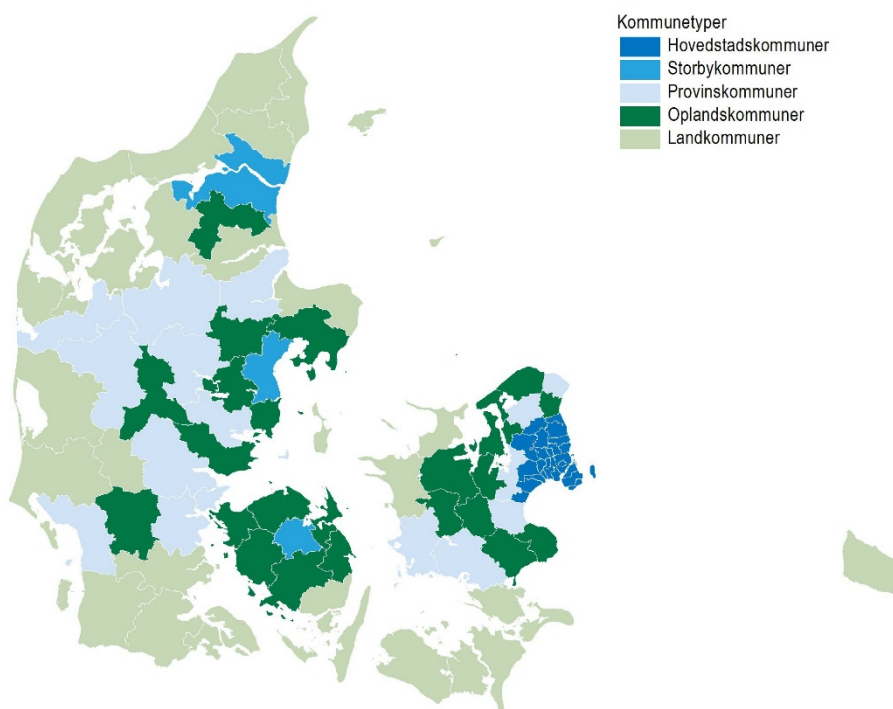 Kommunetyper
Hovedstadskommuner
Storbykommuner
Provinskommuner
Oplandskommuner
Landkommuner